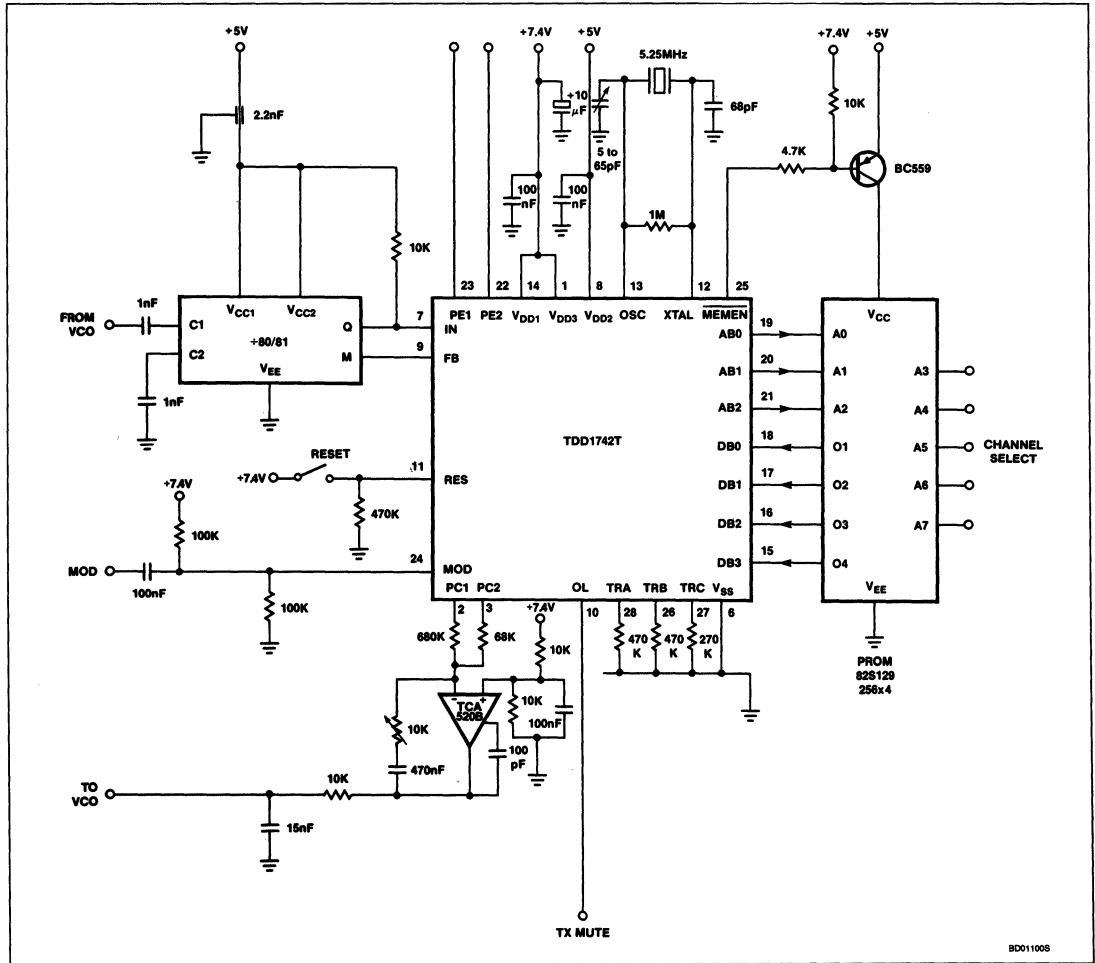 +5V
+7.4V
+5V
5.25MHz
+7.4V
+5V
2.2nF
+10
μF
68pF
10K
5 to
65pF
4.7K
BC559
100
nF
100
nF
1M
10K
1nF
FROM
VCO
C1
VCC1
VCC2
Q
÷80/81
C2
M
VEE
1nF
23
22
14
1
8
13
12
25
7
IN
9
FB
PE1
PE2
VDD1
VDD3
VDD2
OSC
XTAL
MEMEN
AB0
19
AB1
20
AB2
21
DB0
18
DB1
17
DB2
16
DB3
15
TDD1742T
VCC
A0
A1
A2
O1
O2
O3
O4
A3
A4
A5
A6
A7
VEE
CHANNEL
SELECT
RESET
+7.4V
11
RES
470K
+7.4V
100K
MOD
100nF
24
MOD
100K
PC1
PC2
OL
TRA
TRB
TRC
VSS
2
3
+7.4V
10
28
26
27
6
680K
68K
10K
470
K
470
K
270
K
PROM
82S129
256x4
- +
TCA
520B
10K
100nF
10K
100
pF
470nF
TO
VCO
10K
15nF
TX MUTE
BD01100S